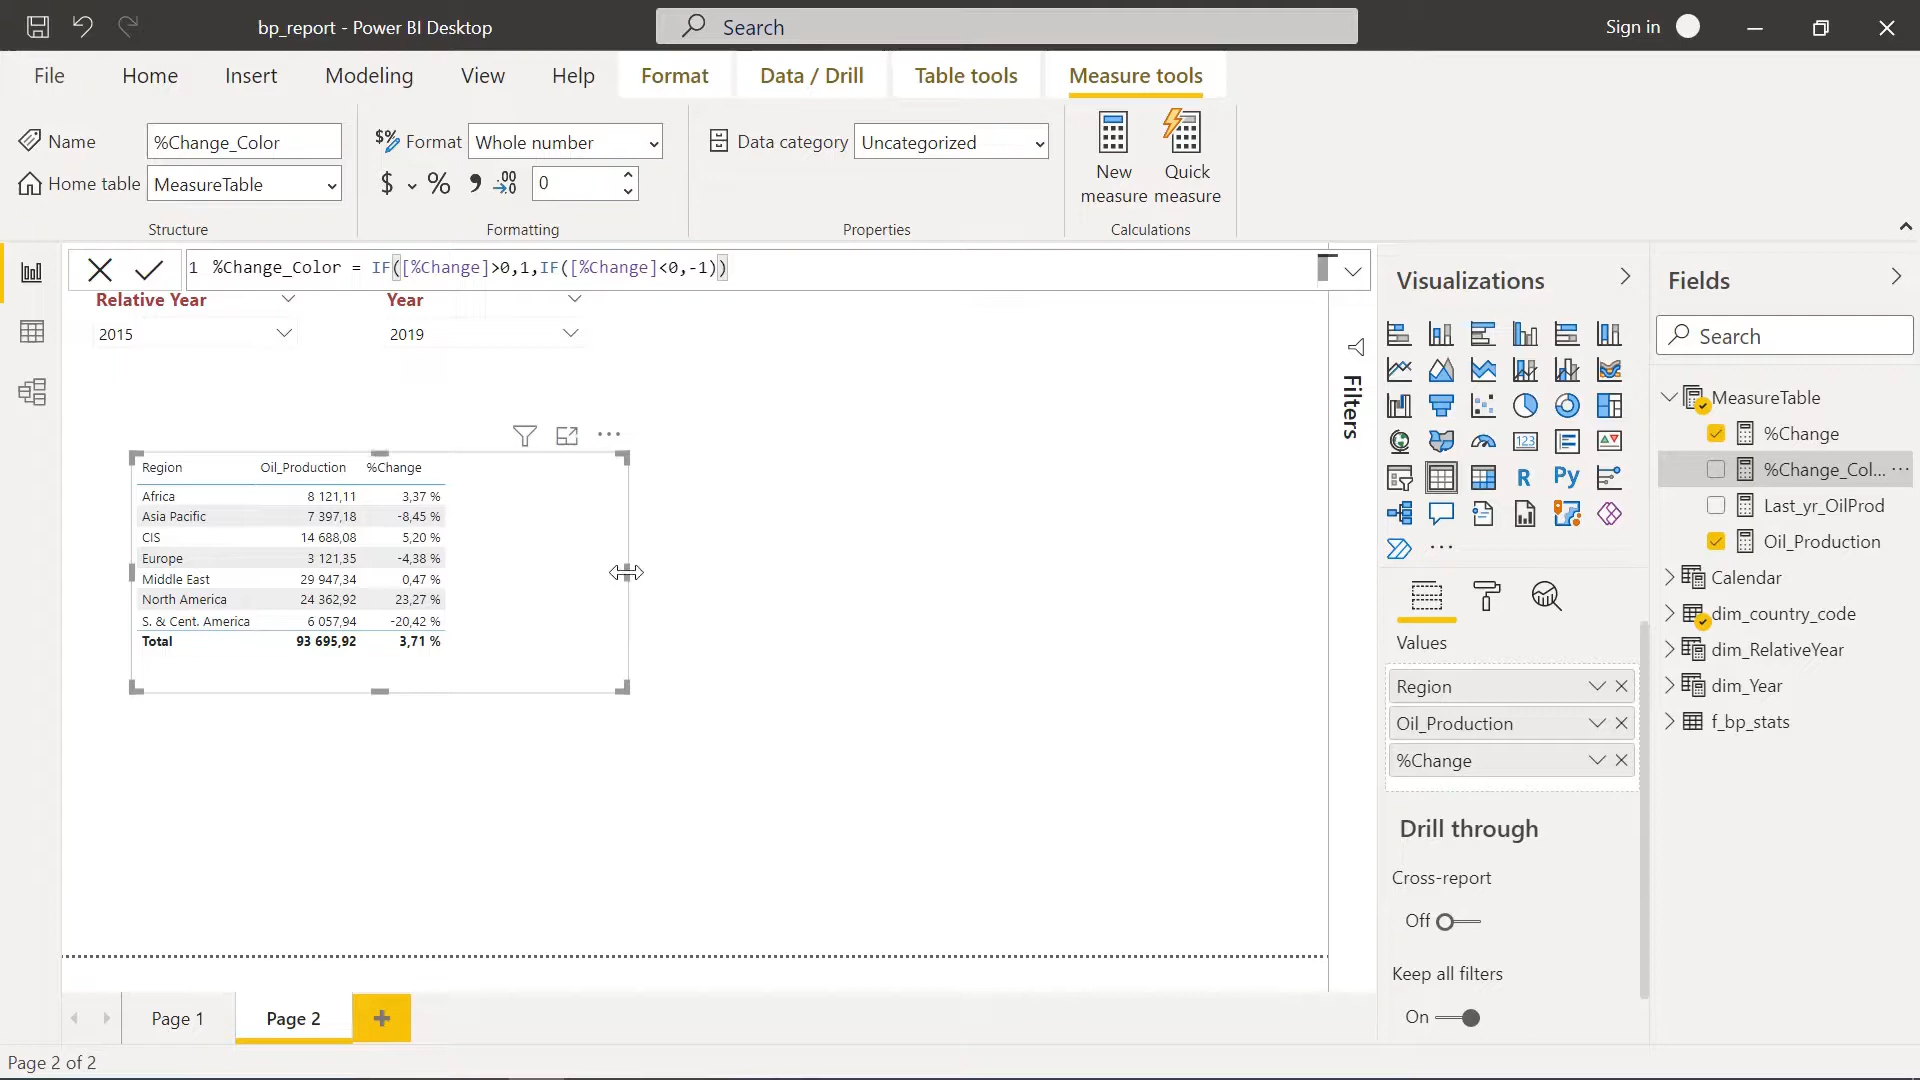 bp_report - Power BI Desktop
Search
Sign in
File
Home
Insert
Modeling
View
Help
Format
Data / Drill
Table tools
Measure tools
Name
%Change_Color
Home table
MeasureTable
Structure
Format
Whole number
$
%
0
Formatting
Data category
Uncategorized
Properties
New measure
Quick measure
Calculations
1 %Change_Color = IF([%Change]>0,1,IF([%Change]<0,-1))
Relative Year
2015
Year
2019
Region Oil_Production %Change
Africa 8 121,11 3,37 %
Asia Pacific 7 397,18 -8,45 %
CIS 14 688,08 5,20 %
Europe 3 121,35 -4,38 %
Middle East 29 947,34 0,47 %
North America 24 362,92 23,27 %
S. & Cent. America 6 057,94 -20,42 %
Total 93 695,92 3,71 %
Filters
Visualizations
123
R
Py
Values
Region
Oil_Production
%Change
Drill through
Cross-report
Off
Keep all filters
On
Fields
Search
MeasureTable
%Change
%Change_Col...
Last_yr_OilProd
Oil_Production
Calendar
dim_country_code
dim_RelativeYear
dim_Year
f_bp_stats
Page 1
Page 2
Page 2 of 2